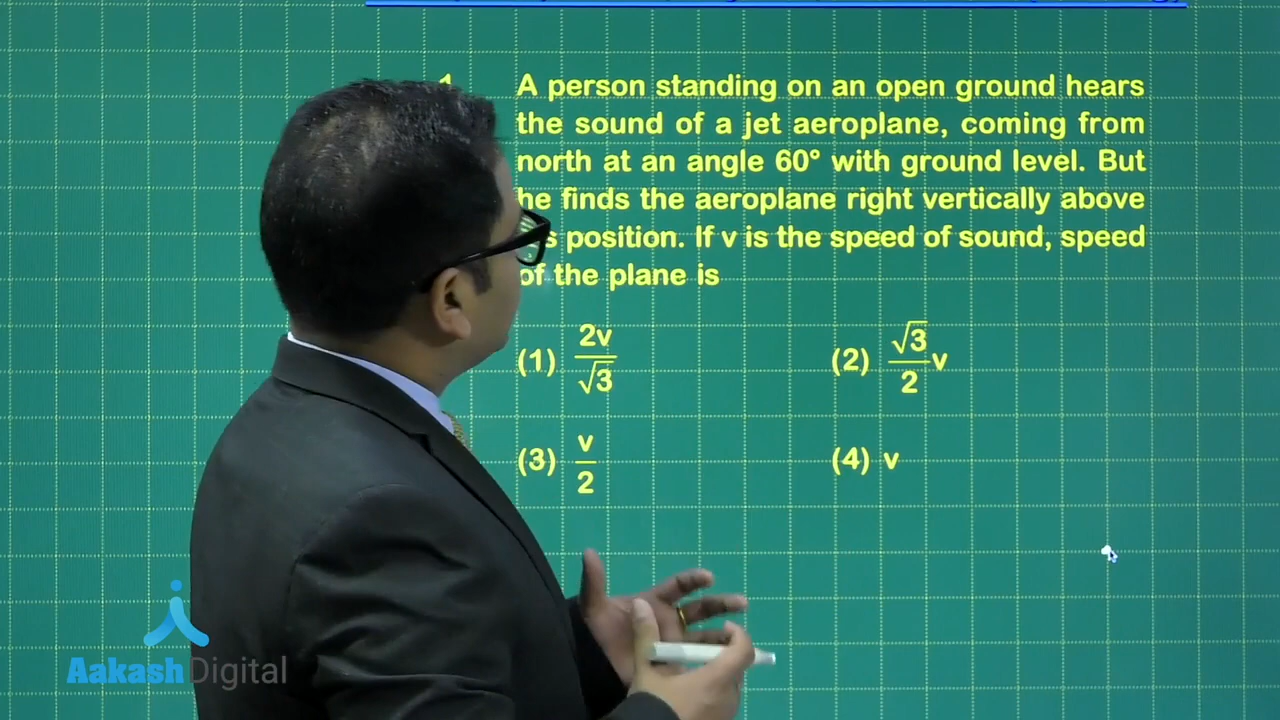 1. A person standing on an open ground hears
the sound of a jet aeroplane, coming from
north at an angle 60° with ground level. But
he finds the aeroplane right vertically above
position. If v is the speed of sound, speed
of the plane is
(1) 2v/√3 (2) √3/2 v
(3) v/2 (4) v
Aakash Digital